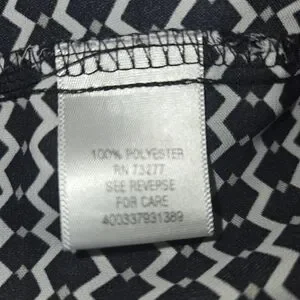 100% POLYESTER
RN 73277
SEE REVERSE
FOR CARE
400337931389